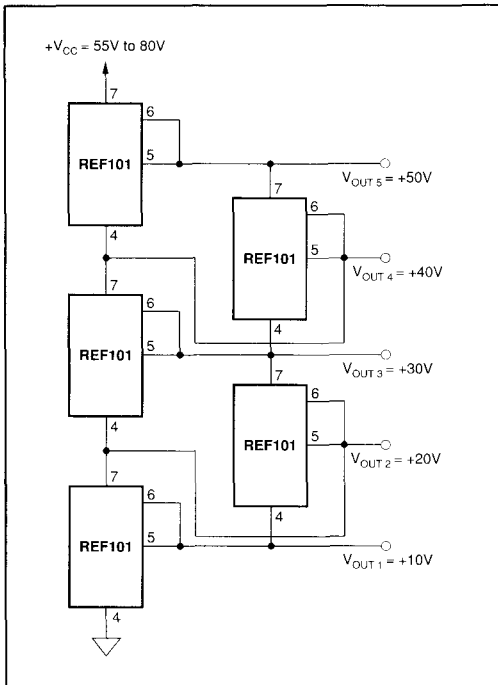 +VCC = 55V to 80V
7
6
REF101
5
VOUT 5 = +50V
4
7
6
REF101
5
VOUT 4 = +40V
4
7
6
REF101
5
VOUT 3 = +30V
4
7
6
REF101
5
VOUT 2 = +20V
4
7
6
REF101
5
VOUT 1 = +10V
4